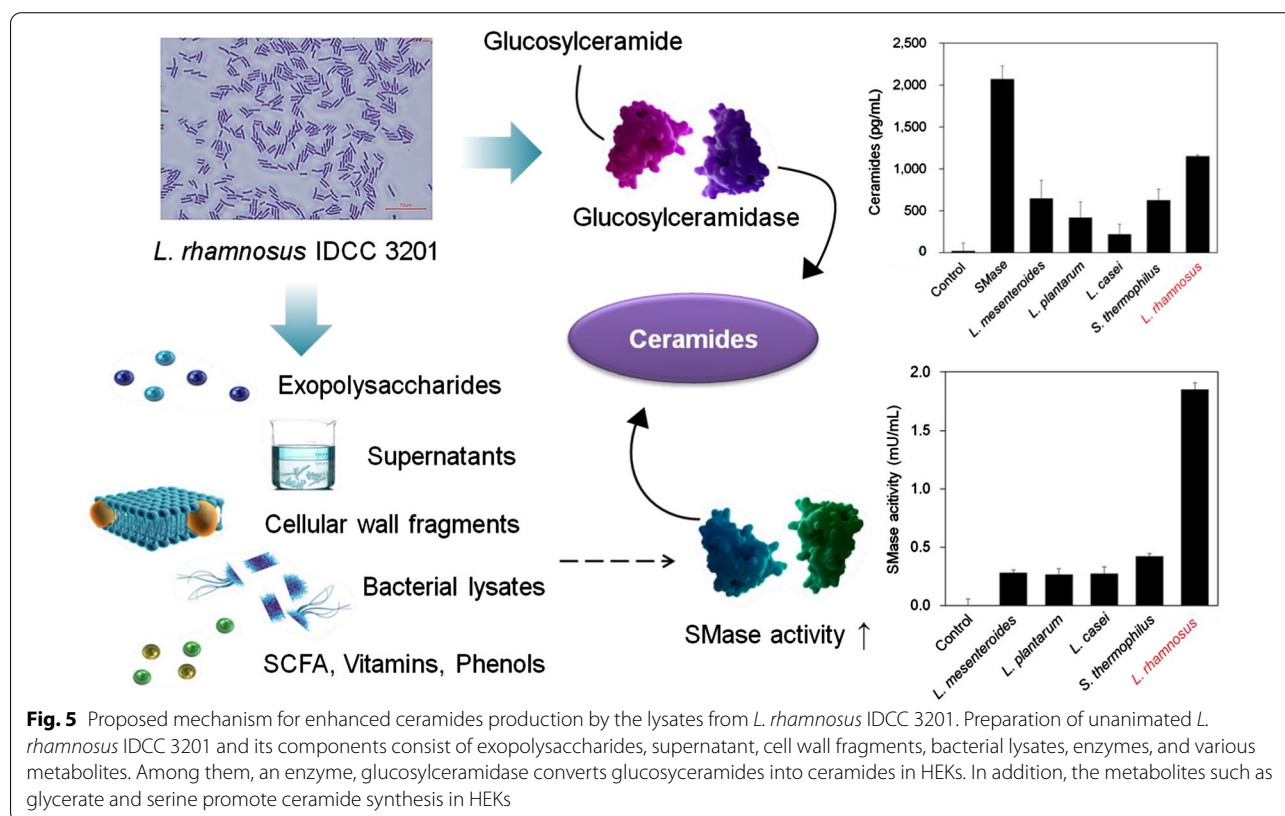 Glucosylceramide
Glucosylceramidase
L. rhamnosus IDCC 3201
Exopolysaccharides
Supernatants
Cellular wall fragments
Bacterial lysates
SCFA, Vitamins, Phenols
Ceramides
SMase activity ↑
Ceramides (pg/mL)
2,500
2,000
1,500
1,000
500
0
Control
SMase
L. mesenteroides
L. plantarum
L. casei
S. thermophilus
L. rhamnosus
SMase acitivity (mU/mL)
2.0
1.5
1.0
0.5
0.0
Control
L. mesenteroides
L. plantarum
L. casei
S. thermophilus
L. rhamnosus
Fig. 5 Proposed mechanism for enhanced ceramides production by the lysates from L. rhamnosus IDCC 3201. Preparation of unanimated L.
rhamnosus IDCC 3201 and its components consist of exopolysaccharides, supernatant, cell wall fragments, bacterial lysates, enzymes, and various
metabolites. Among them, an enzyme, glucosylceramidase converts glucosyceramides into ceramides in HEKs. In addition, the metabolites such as
glycerate and serine promote ceramide synthesis in HEKs